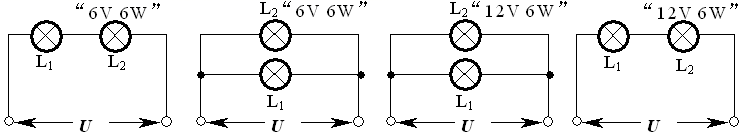 “6V 6W”
L₁ L₂
U
L₂“6V 6W”
L₁
U
L₂“12V 6W”
L₁
U
“12V 6W”
L₁ L₂
U